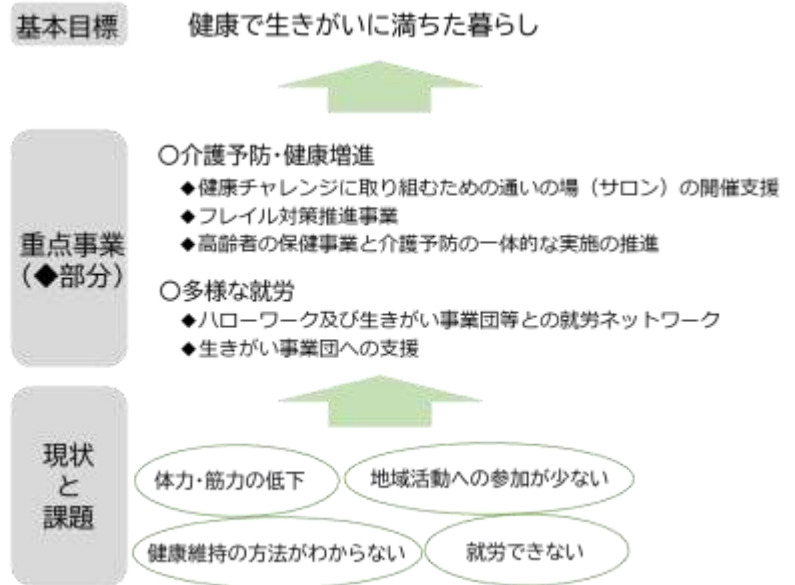 基本目標
健康で生きがいに満ちた暮らし
重点事業
(◆部分)
〇介護予防・健康増進
◆健康チャレンジに取り組むための通いの場(サロン)の開催支援
◆フレイル対策推進事業
◆高齢者の保健事業と介護予防の一体的な実施の推進
〇多様な就労
◆ハローワーク及び生きがい事業団等との就労ネットワーク
◆生きがい事業団への支援
現状
と
課題
体力・筋力の低下
地域活動への参加が少ない
健康維持の方法がわからない
就労できない